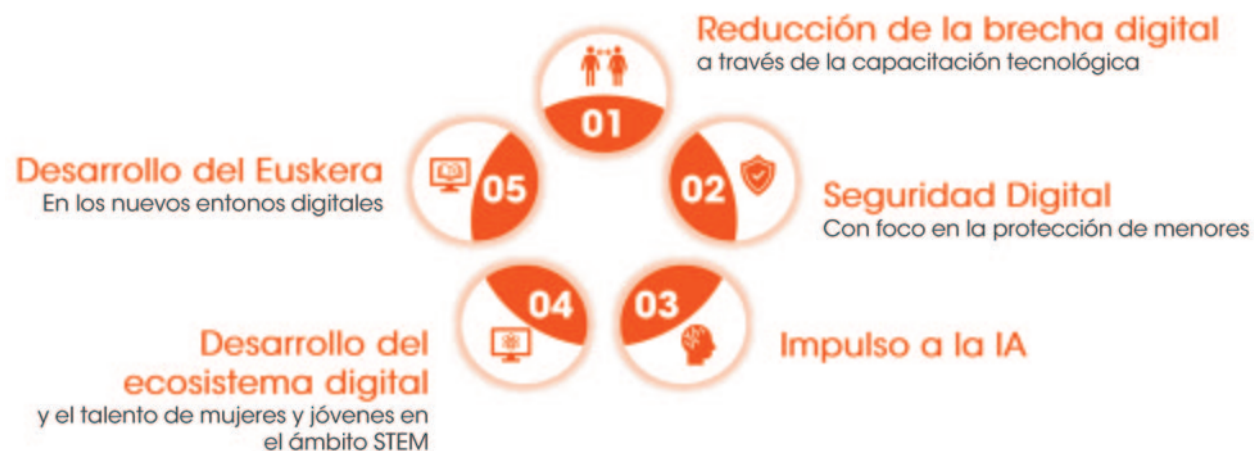 01
Reducción de la brecha digital
a través de la capacitación tecnológica
02
Seguridad Digital
Con foco en la protección de menores
03
Impulso a la IA
04
Desarrollo del
ecosistema digital
y el talento de mujeres y jóvenes en
el ámbito STEM
05
Desarrollo del Euskera
En los nuevos entonos digitales